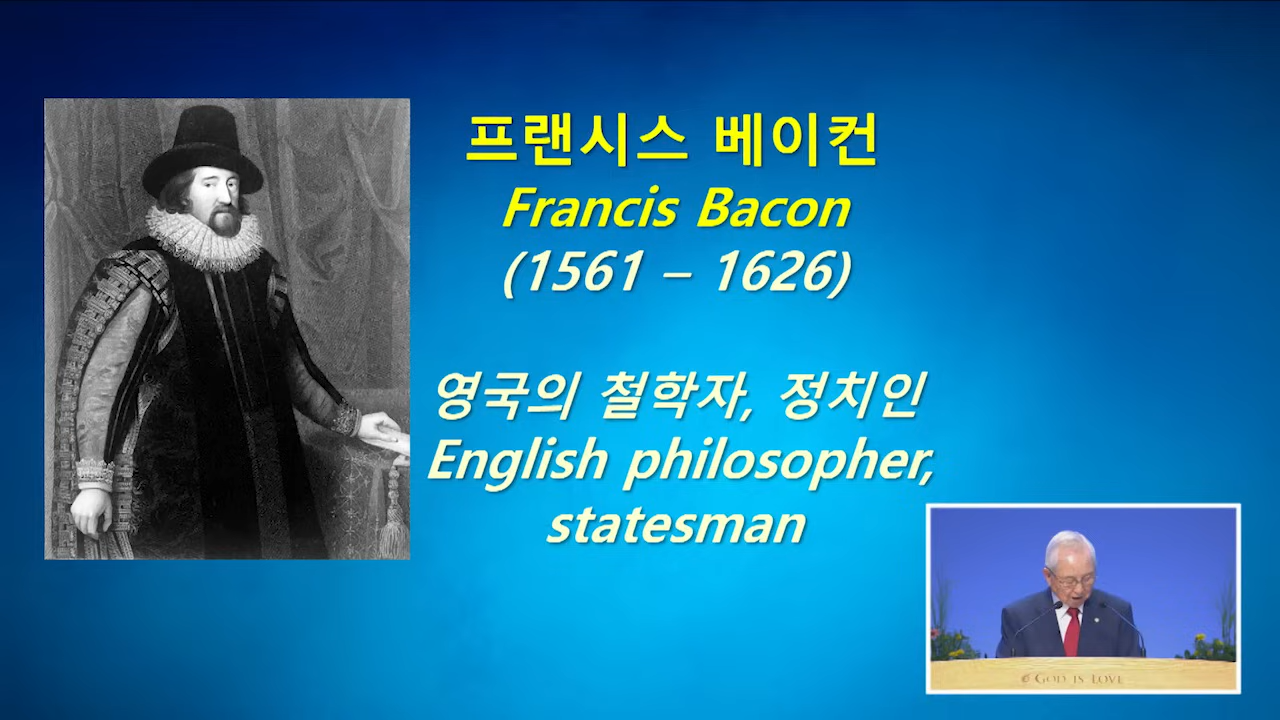 프랜시스 베이컨
Francis Bacon
(1561 – 1626)
영국의 철학자, 정치인
English philosopher,
statesman
GOD IS LOVE